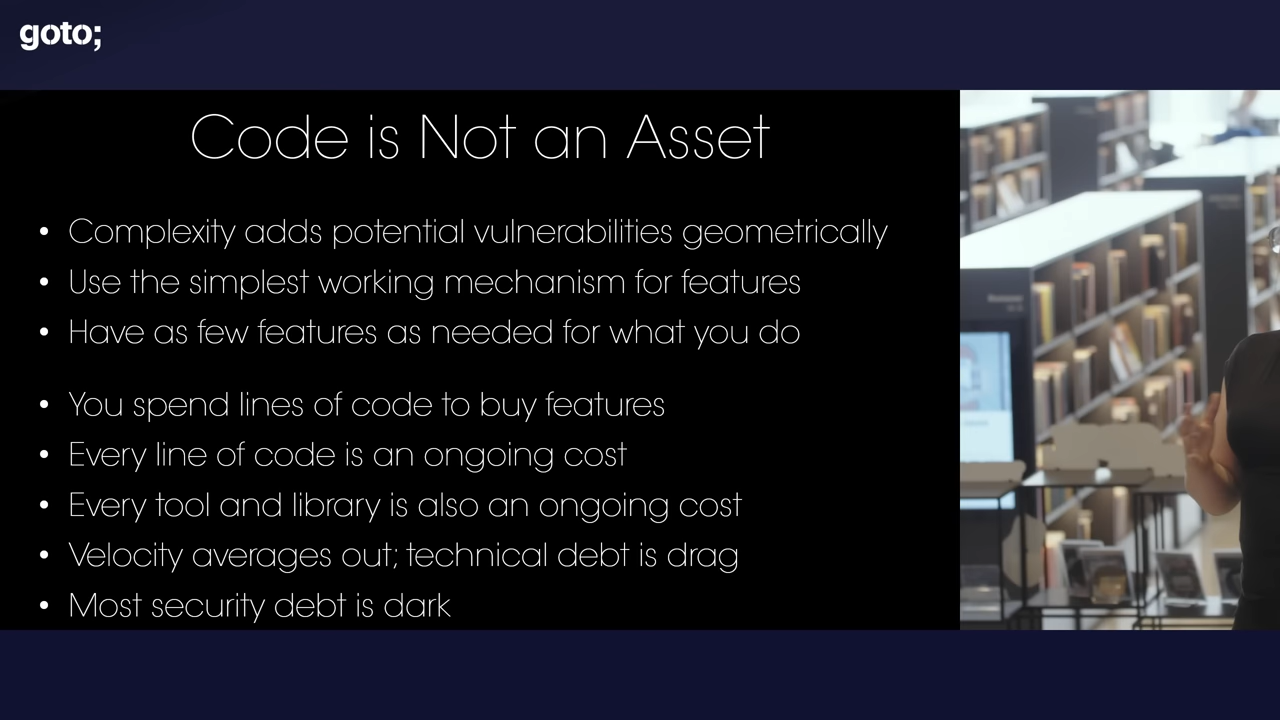 goto;
Code is Not an Asset
• Complexity adds potential vulnerabilities geometrically
• Use the simplest working mechanism for features
• Have as few features as needed for what you do
• You spend lines of code to buy features
• Every line of code is an ongoing cost
• Every tool and library is also an ongoing cost
• Velocity averages out; technical debt is drag
• Most security debt is dark